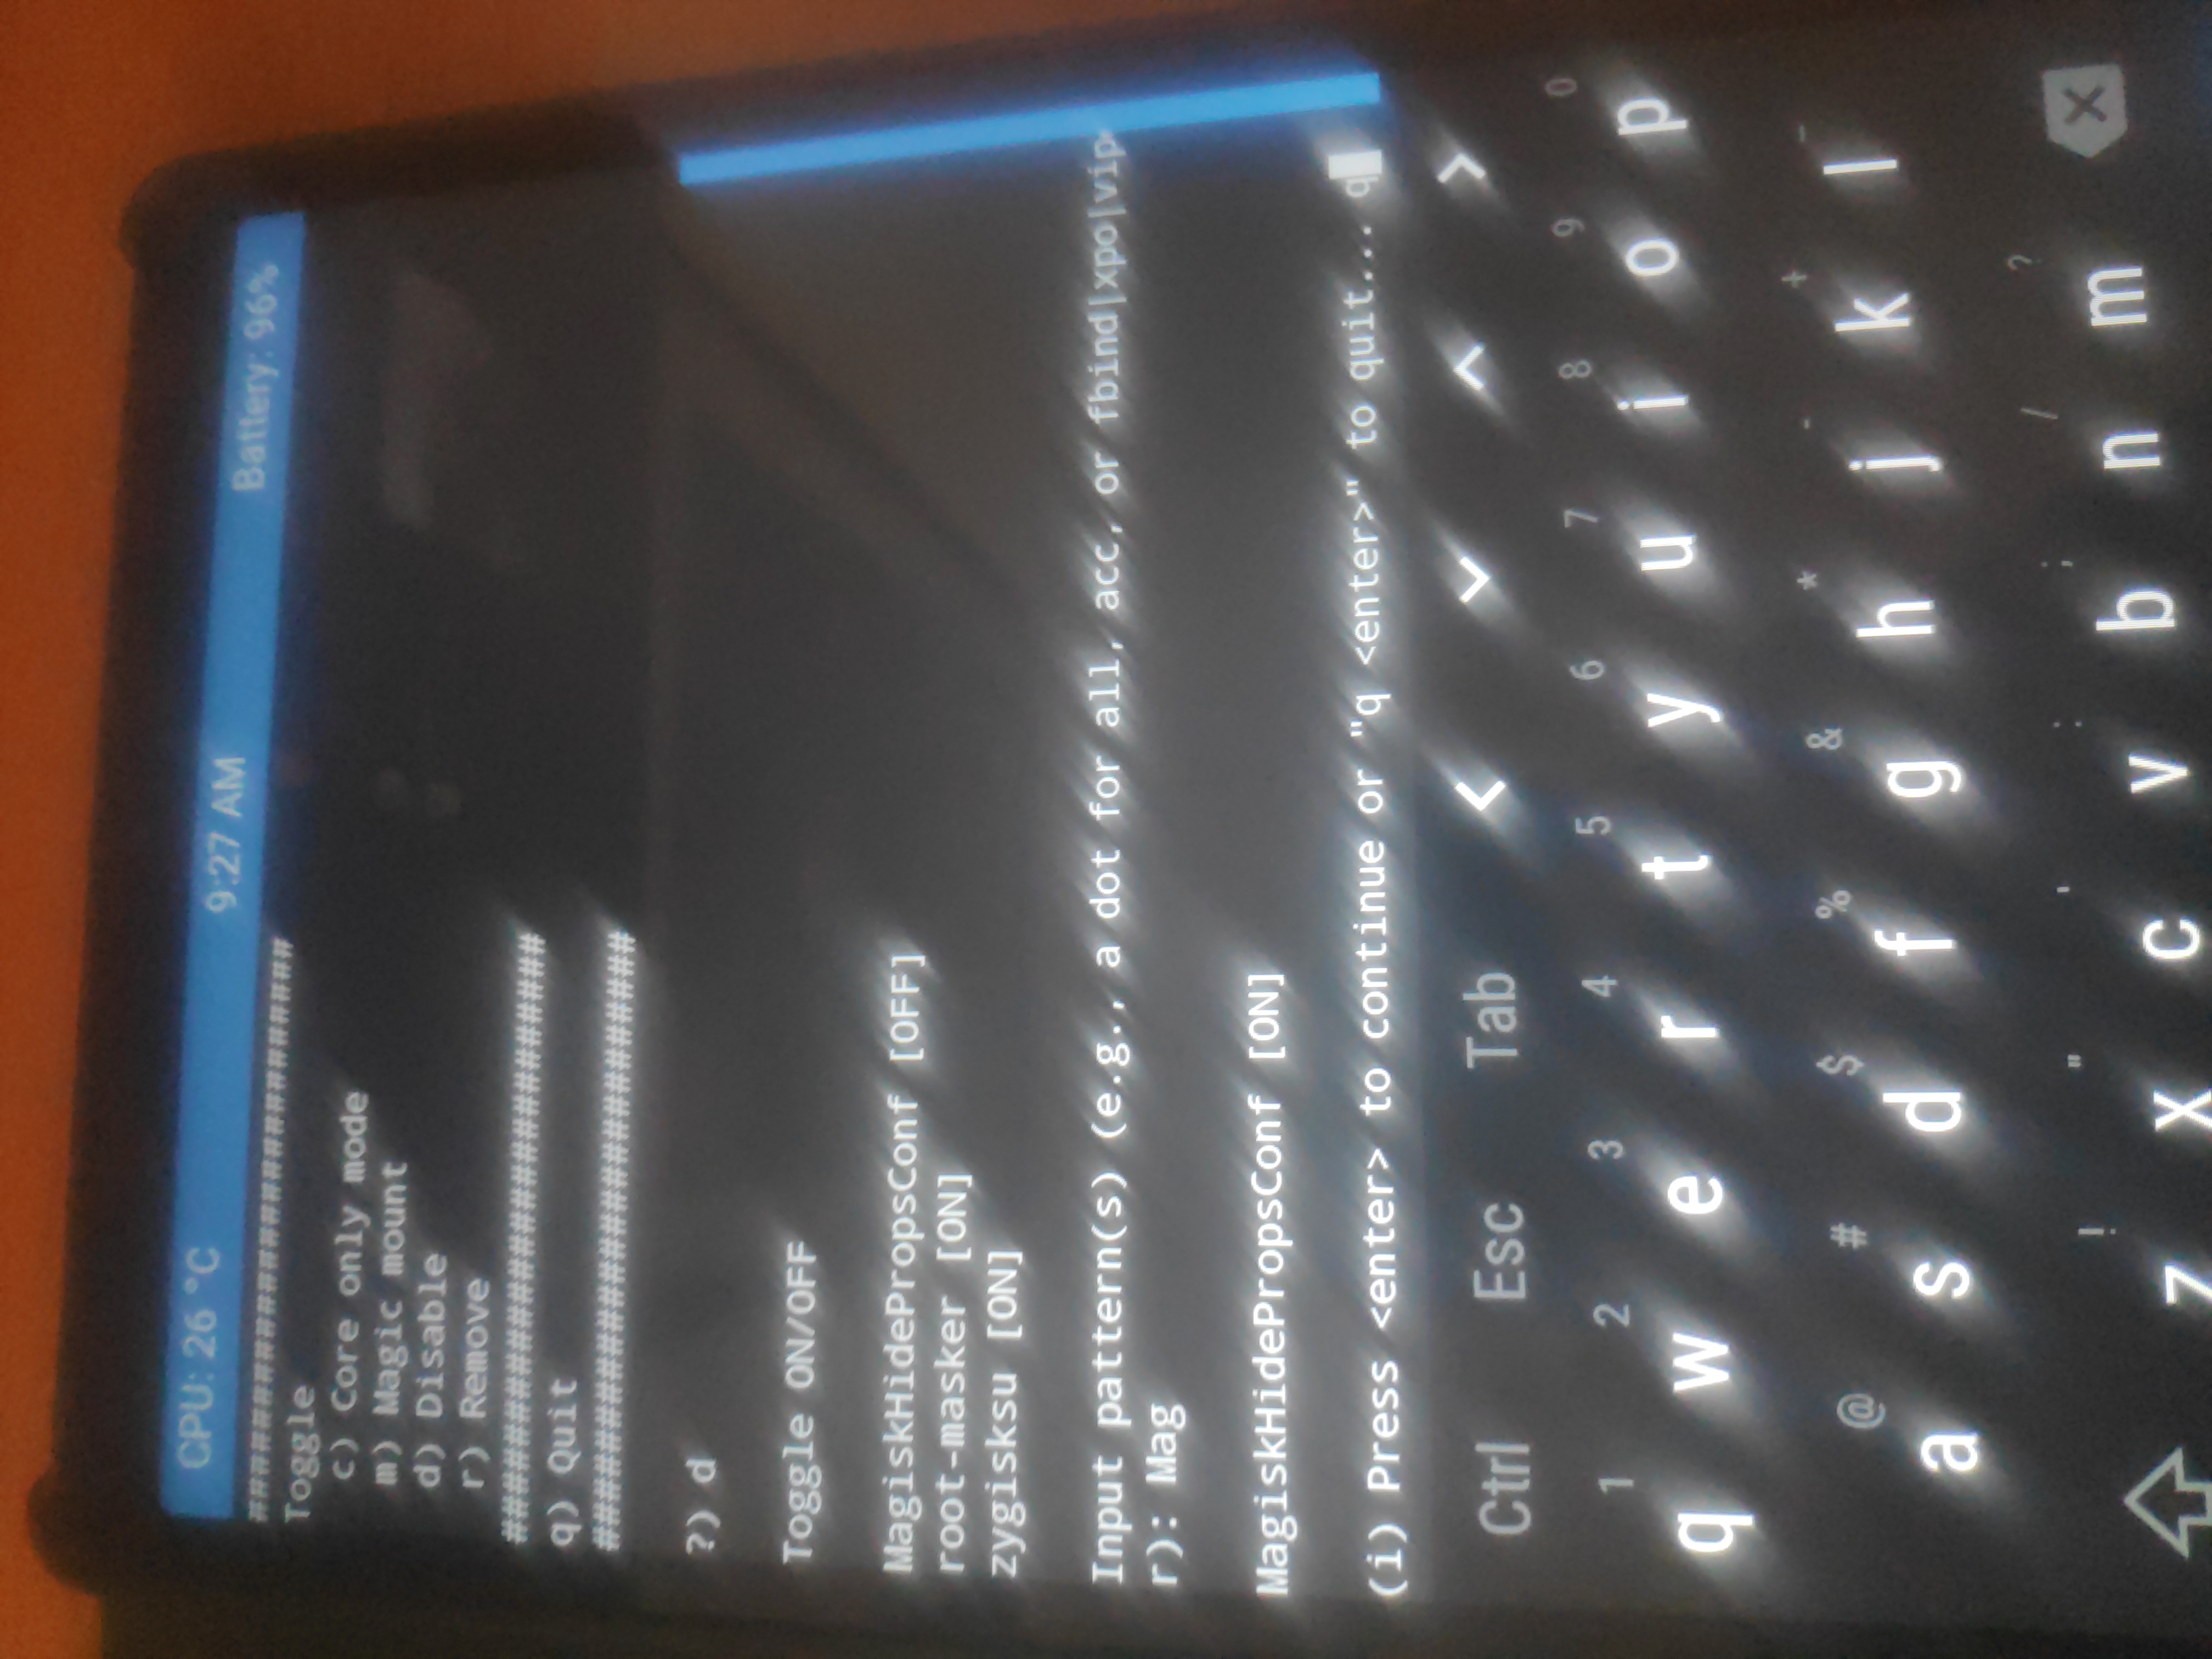 CPU: 26 °C 9:27 AM Battery: 96%
##########################
Toggle
c) Core only mode
m) Magic mount
d) Disable
r) Remove
##########################
q) Quit
##########################
?) d
Toggle ON/OFF
MagiskHidePropsConf [OFF]
root-masker [ON]
zygisksu [ON]
Input pattern(s) (e.g., a dot for all, acc, or fbind|xpo|vip
r): Mag
MagiskHidePropsConf [ON]
(i) Press <enter> to continue or "q <enter>" to quit... q
Ctrl Esc Tab < ⌄ ^ >
1 2 3 4 5 6 7 8 9 0
q w e r t y u i o p
@ # $ % & * - + _
a s d f g h j k l
! " ' : ; / ?
z x c v b n m